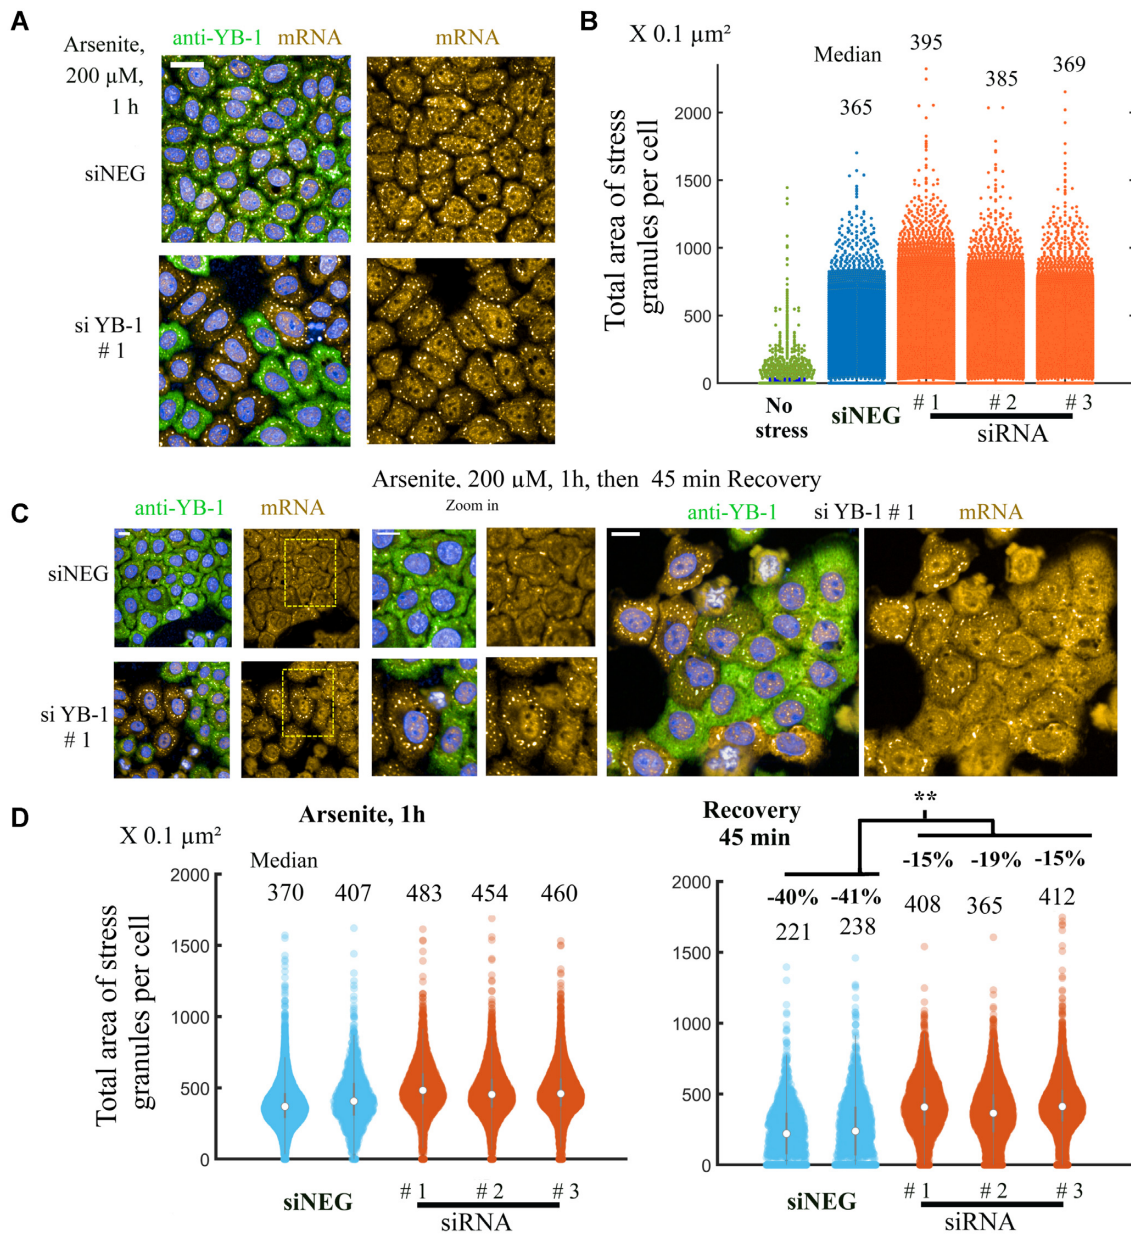 A
Arsenite,
200 µM,
1 h
anti-YB-1 mRNA
mRNA
siNEG
si YB-1
# 1
B
X 0.1 µm²
Median
365
395
385
369
Total area of stress
granules per cell
2000
1500
1000
500
0
No
stress
siNEG
# 1
# 2
# 3
siRNA
Arsenite, 200 µM, 1h, then 45 min Recovery
C
anti-YB-1
mRNA
Zoom in
anti-YB-1
si YB-1 # 1
mRNA
siNEG
si YB-1
# 1
D
X 0.1 µm²
Arsenite, 1h
Median
370
407
483
454
460
Total area of stress
granules per cell
2000
1500
1000
500
0
siNEG
# 1
# 2
# 3
siRNA
Recovery
45 min
**
-40%
-41%
-15%
-19%
-15%
221
238
408
365
412
2000
1500
1000
500
0
siNEG
# 1
# 2
# 3
siRNA